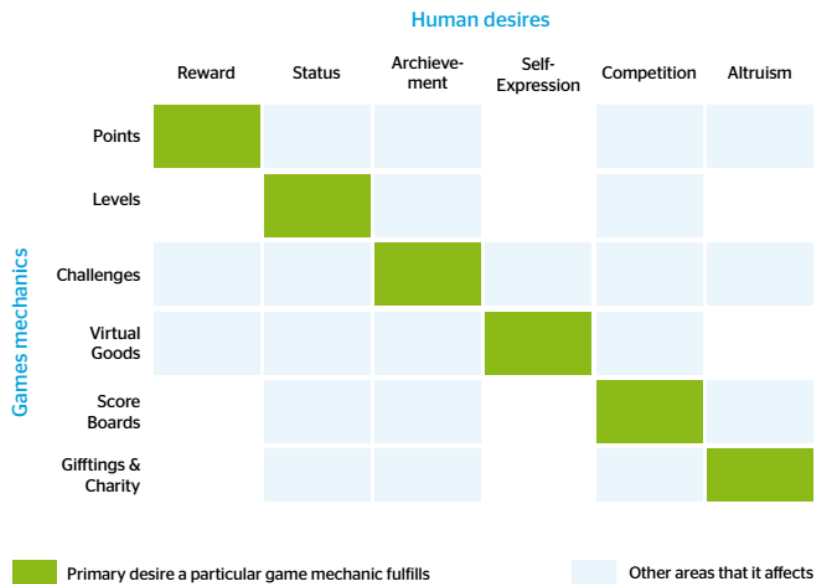 Human desires
Reward
Status
Archieve-
ment
Self-
Expression
Competition
Altruism
Games mechanics
Points
Levels
Challenges
Virtual
Goods
Score
Boards
Gifftings &
Charity
Primary desire a particular game mechanic fulfills
Other areas that it affects